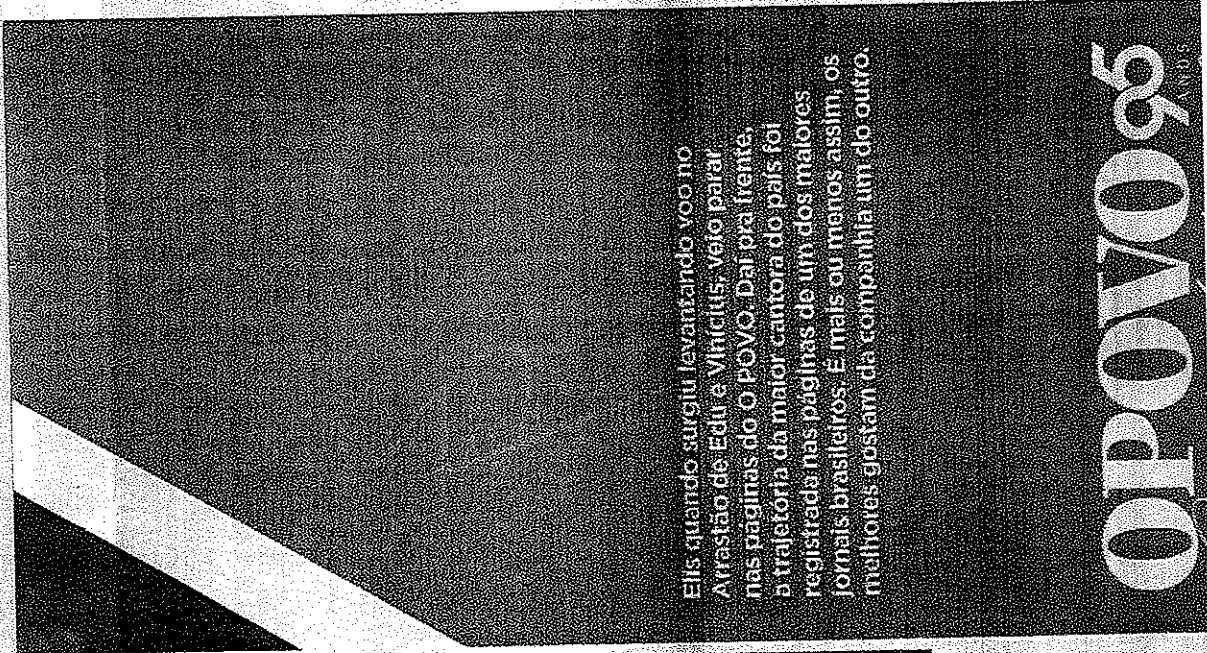 Elis quando surgiu levantando voo no
Arrastão de Edu e Vinícius, veio parar
nas páginas do O POVO. Daí pra frente,
a trajetória da maior cantora do país foi
registrada nas páginas de um dos maiores
jornais brasileiros. É mais ou menos assim, os
melhores gostam da companhia um do outro.
O POVO 95
ANOS